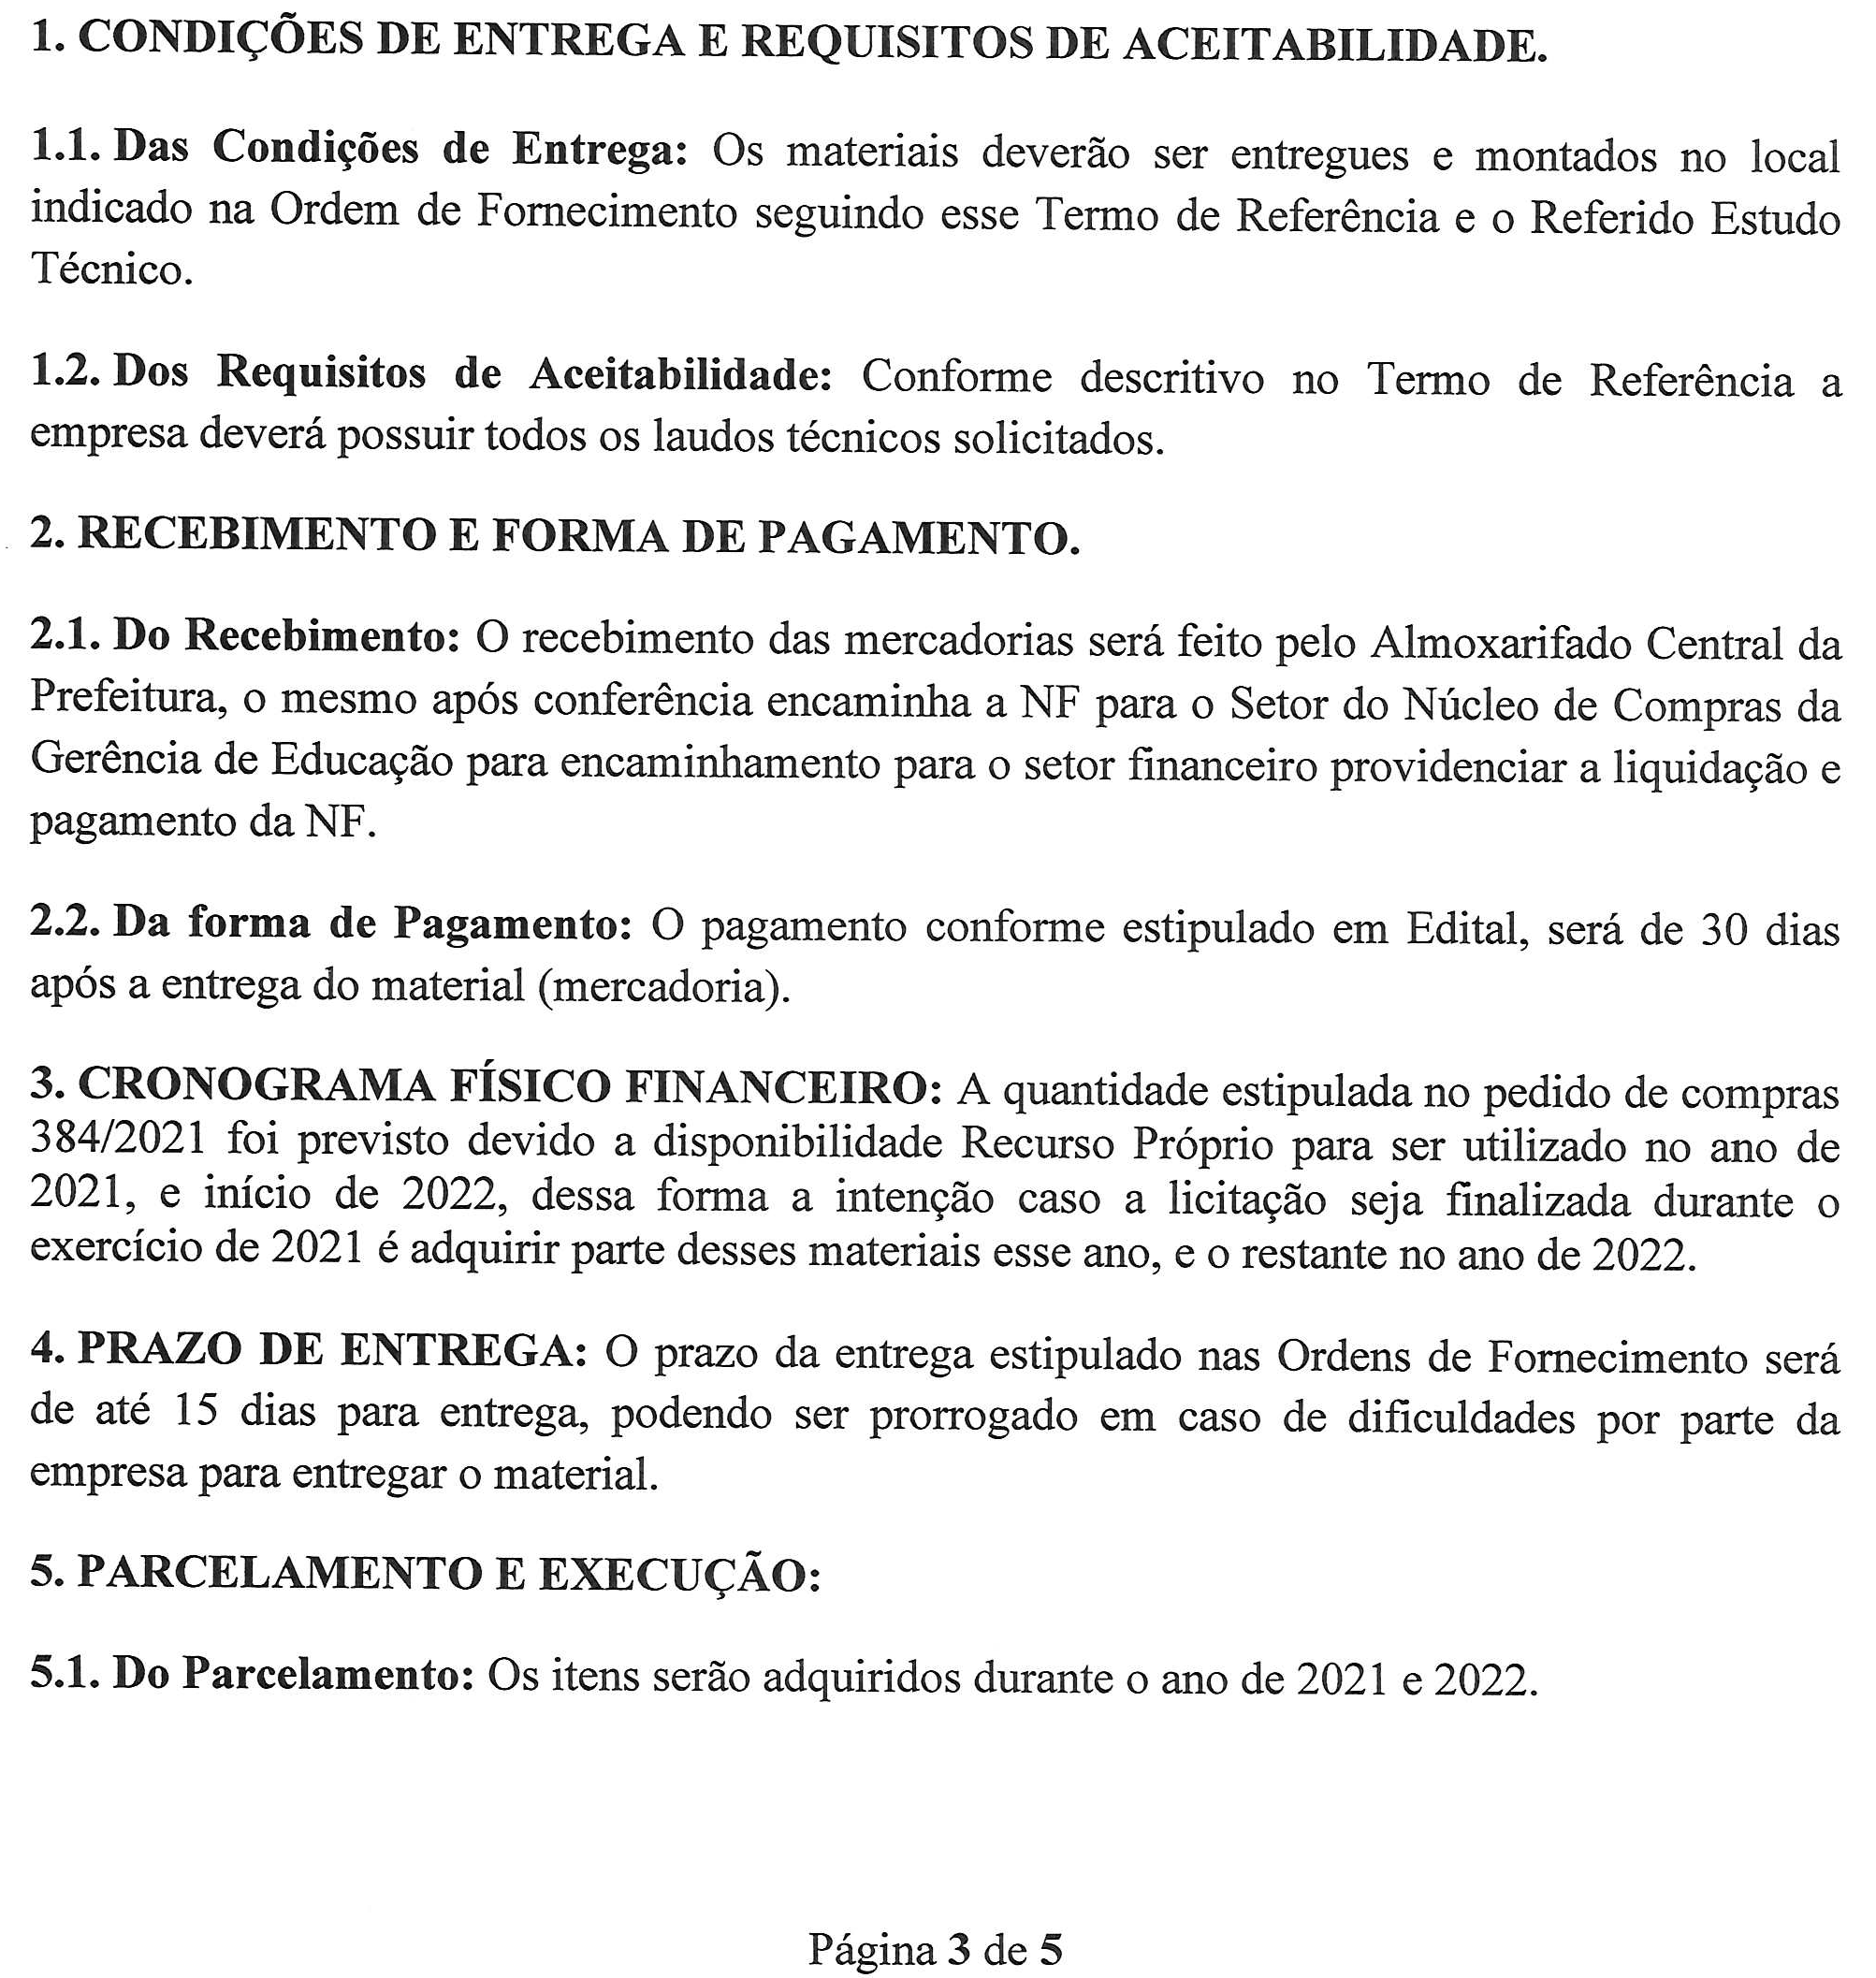 1. CONDIÇÕES DE ENTREGA E REQUISITOS DE ACEITABILIDADE.
1.1. Das Condições de Entrega: Os materiais deverão ser entregues e montados no local
indicado na Ordem de Fornecimento seguindo esse Termo de Referência e o Referido Estudo
Técnico.
1.2. Dos Requisitos de Aceitabilidade: Conforme descritivo no Termo de Referência a
empresa deverá possuir todos os laudos técnicos solicitados.
2. RECEBIMENTO E FORMA DE PAGAMENTO.
2.1. Do Recebimento: O recebimento das mercadorias será feito pelo Almoxarifado Central da
Prefeitura, o mesmo após conferência encaminha a NF para o Setor do Núcleo de Compras da
Gerência de Educação para encaminhamento para o setor financeiro providenciar a liquidação e
pagamento da NF.
2.2. Da forma de Pagamento: O pagamento conforme estipulado em Edital, será de 30 dias
após a entrega do material (mercadoria).
3. CRONOGRAMA FÍSICO FINANCEIRO: A quantidade estipulada no pedido de compras
384/2021 foi previsto devido a disponibilidade Recurso Próprio para ser utilizado no ano de
2021, e início de 2022, dessa forma a intenção caso a licitação seja finalizada durante o
exercício de 2021 é adquirir parte desses materiais esse ano, e o restante no ano de 2022.
4. PRAZO DE ENTREGA: O prazo da entrega estipulado nas Ordens de Fornecimento será
de até 15 dias para entrega, podendo ser prorrogado em caso de dificuldades por parte da
empresa para entregar o material.
5. PARCELAMENTO E EXECUÇÃO:
5.1. Do Parcelamento: Os itens serão adquiridos durante o ano de 2021 e 2022.
Página 3 de 5